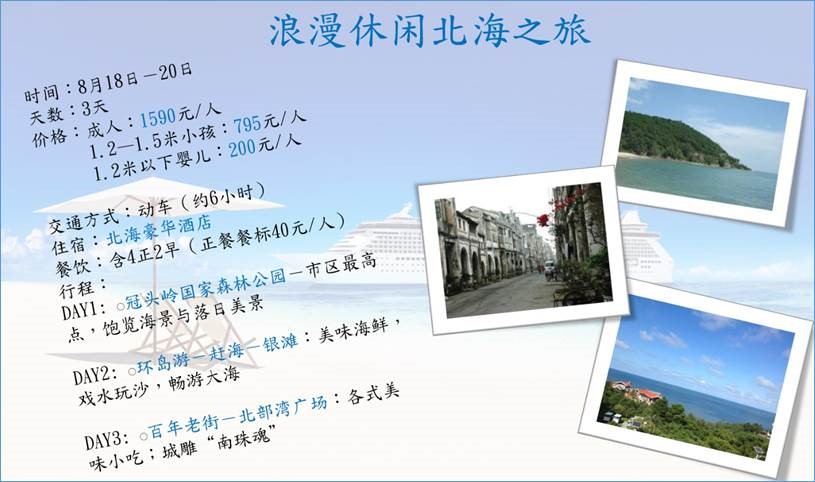 浪漫休闲北海之旅
时间：8月18日－20日
天数：3天
价格：成人：1590元/人
1.2—1.5米小孩：795元/人
1.2米以下婴儿：200元/人
交通方式：动车（约6小时）
住宿：北海豪华酒店
餐饮：含4正2早（正餐餐标40元/人）
行程：
DAY1: ○冠头岭国家森林公园－市区最高
点，饱览海景与落日美景
DAY2: ○环岛游－赶海－银滩：美味海鲜，
戏水玩沙，畅游大海
DAY3: ○百年老街－北部湾广场：各式美
味小吃；城雕“南珠魂”